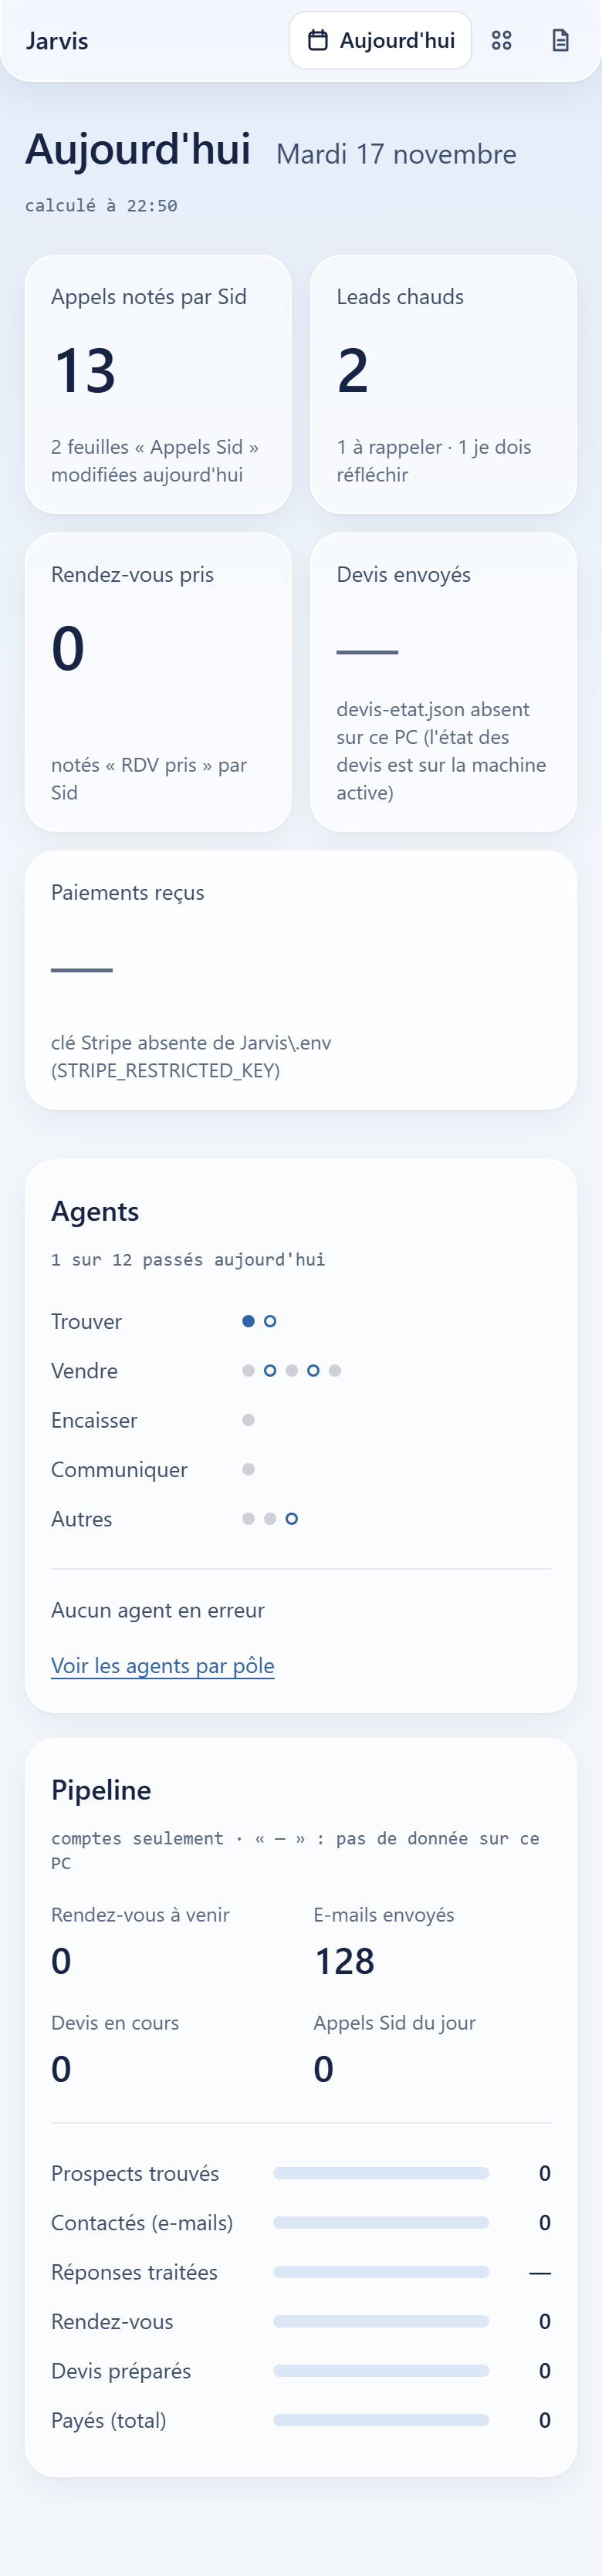 Jarvis
Aujourd'hui
Aujourd'hui Mardi 17 novembre
calculé à 22:50
Appels notés par Sid
13
2 feuilles « Appels Sid »
modifiées aujourd'hui
Leads chauds
2
1 à rappeler · 1 je dois
réfléchir
Rendez-vous pris
0
notés « RDV pris » par
Sid
Devis envoyés
—
devis-etat.json absent
sur ce PC (l'état des
devis est sur la machine
active)
Paiements reçus
—
clé Stripe absente de Jarvis\.env
(STRIPE_RESTRICTED_KEY)
Agents
1 sur 12 passés aujourd'hui
Trouver
Vendre
Encaisser
Communiquer
Autres
Aucun agent en erreur
Voir les agents par pôle
Pipeline
comptes seulement · « — » : pas de donnée sur ce
PC
Rendez-vous à venir
0
E-mails envoyés
128
Devis en cours
0
Appels Sid du jour
0
Prospects trouvés 0
Contactés (e-mails) 0
Réponses traitées —
Rendez-vous 0
Devis préparés 0
Payés (total) 0